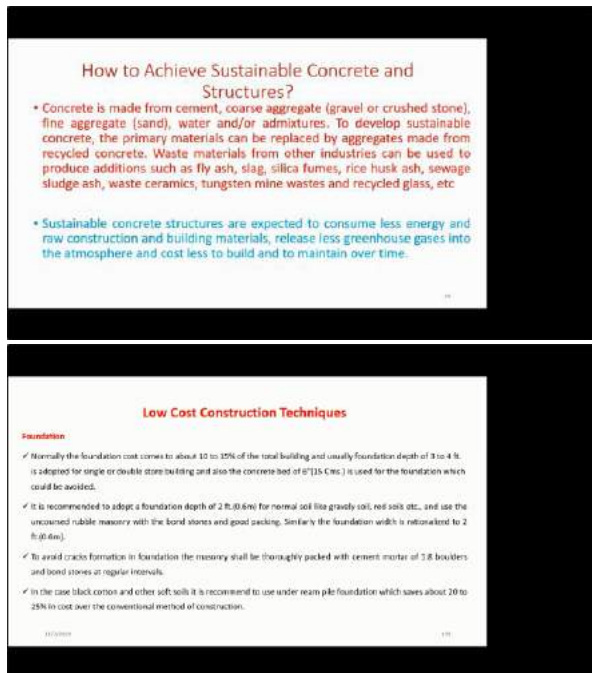 How to Achieve Sustainable Concrete and
Structures?
• Concrete is made from cement, coarse aggregate (gravel or crushed stone),
fine aggregate (sand), water and/or admixtures. To develop sustainable
concrete, the primary materials can be replaced by aggregates made from
recycled concrete. Waste materials from other industries can be used to
produce additions such as fly ash, slag, silica fumes, rice husk ash, sewage
sludge ash, waste ceramics, tungsten mine wastes and recycled glass, etc
• Sustainable concrete structures are expected to consume less energy and
raw construction and building materials, release less greenhouse gases into
the atmosphere and cost less to build and to maintain over time.
Low Cost Construction Techniques
Foundation
✓ Normally the foundation cost comes to about 10 to 15% of the total building and usually foundation depth of 3 to 4 ft.
is adopted for single or double store building and also the concrete bed of 6"(15 Cms.) is used for the foundation which
could be avoided.
✓ It is recommended to adopt a foundation depth of 2 ft.(0.6m) for normal soil like gravely soil, red soils etc., and use the
uncoursed rubble masonry with the bond stones and good packing. Similarly the foundation width is rationalized to 2
ft.(0.6m).
✓ To avoid cracks formation in foundation the masonry shall be thoroughly packed with cement mortar of 1:8 boulders
and bond stones at regular intervals.
✓ In the case black cotton and other soft soils it is recommend to use under ream pile foundation which saves about 20 to
25% in cost over the conventional method of construction.